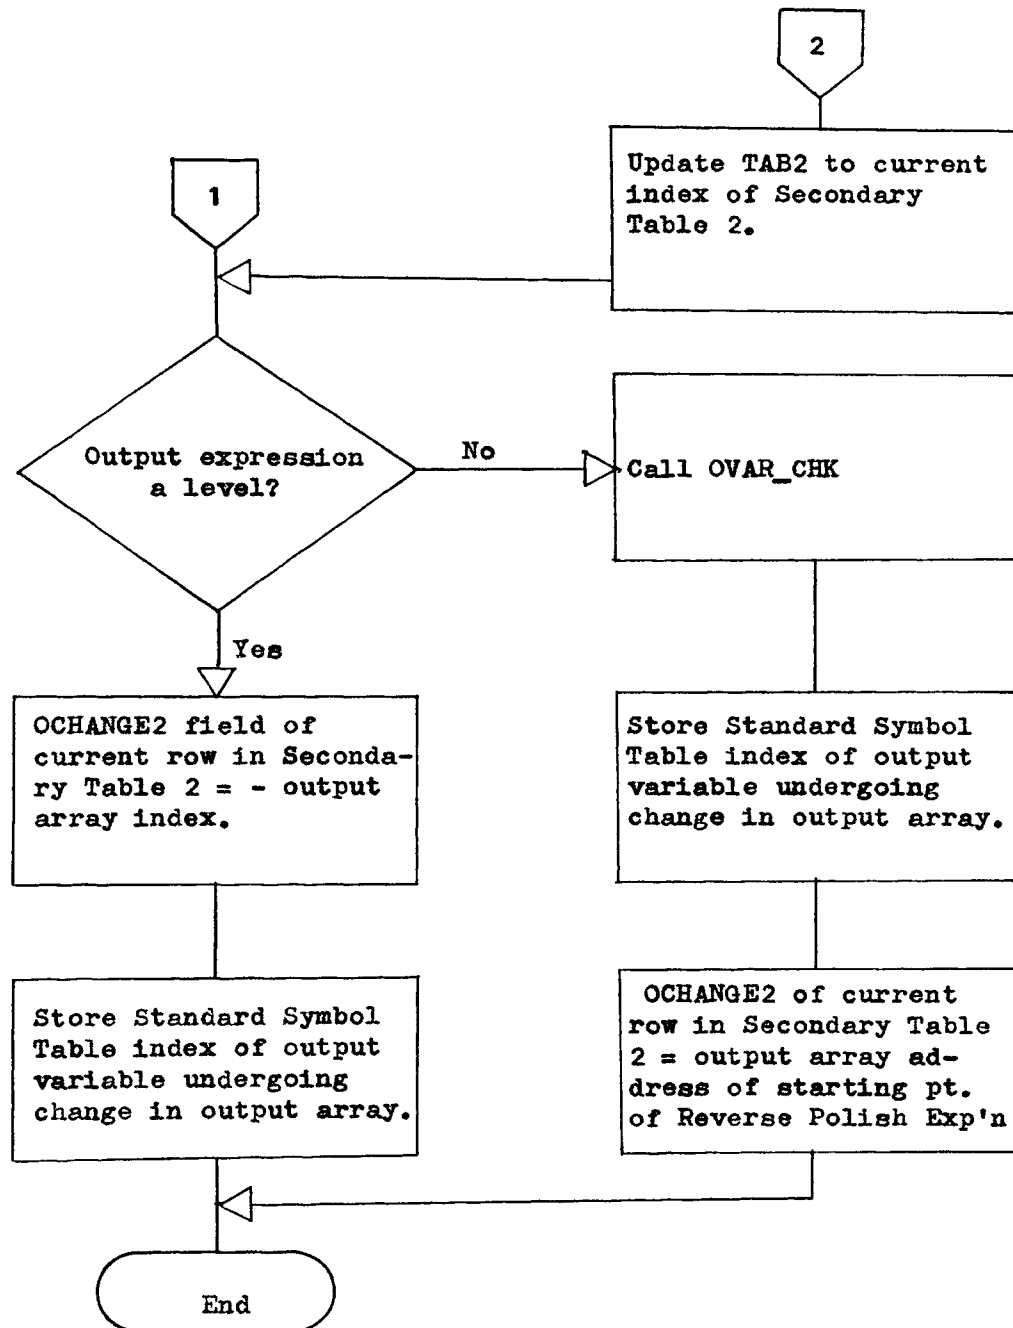 2
Update TAB2 to current
index of Secondary
Table 2.
1
Output expression
a level?
No
Call OVAR_CHK
Yes
OCHANGE2 field of
current row in Seconda-
ry Table 2 = - output
array index.
Store Standard Symbol
Table index of output
variable undergoing
change in output array.
Store Standard Symbol
Table index of output
variable undergoing
change in output array.
OCHANGE2 of current
row in Secondary Table
2 = output array ad-
dress of starting pt.
of Reverse Polish Exp'n
End